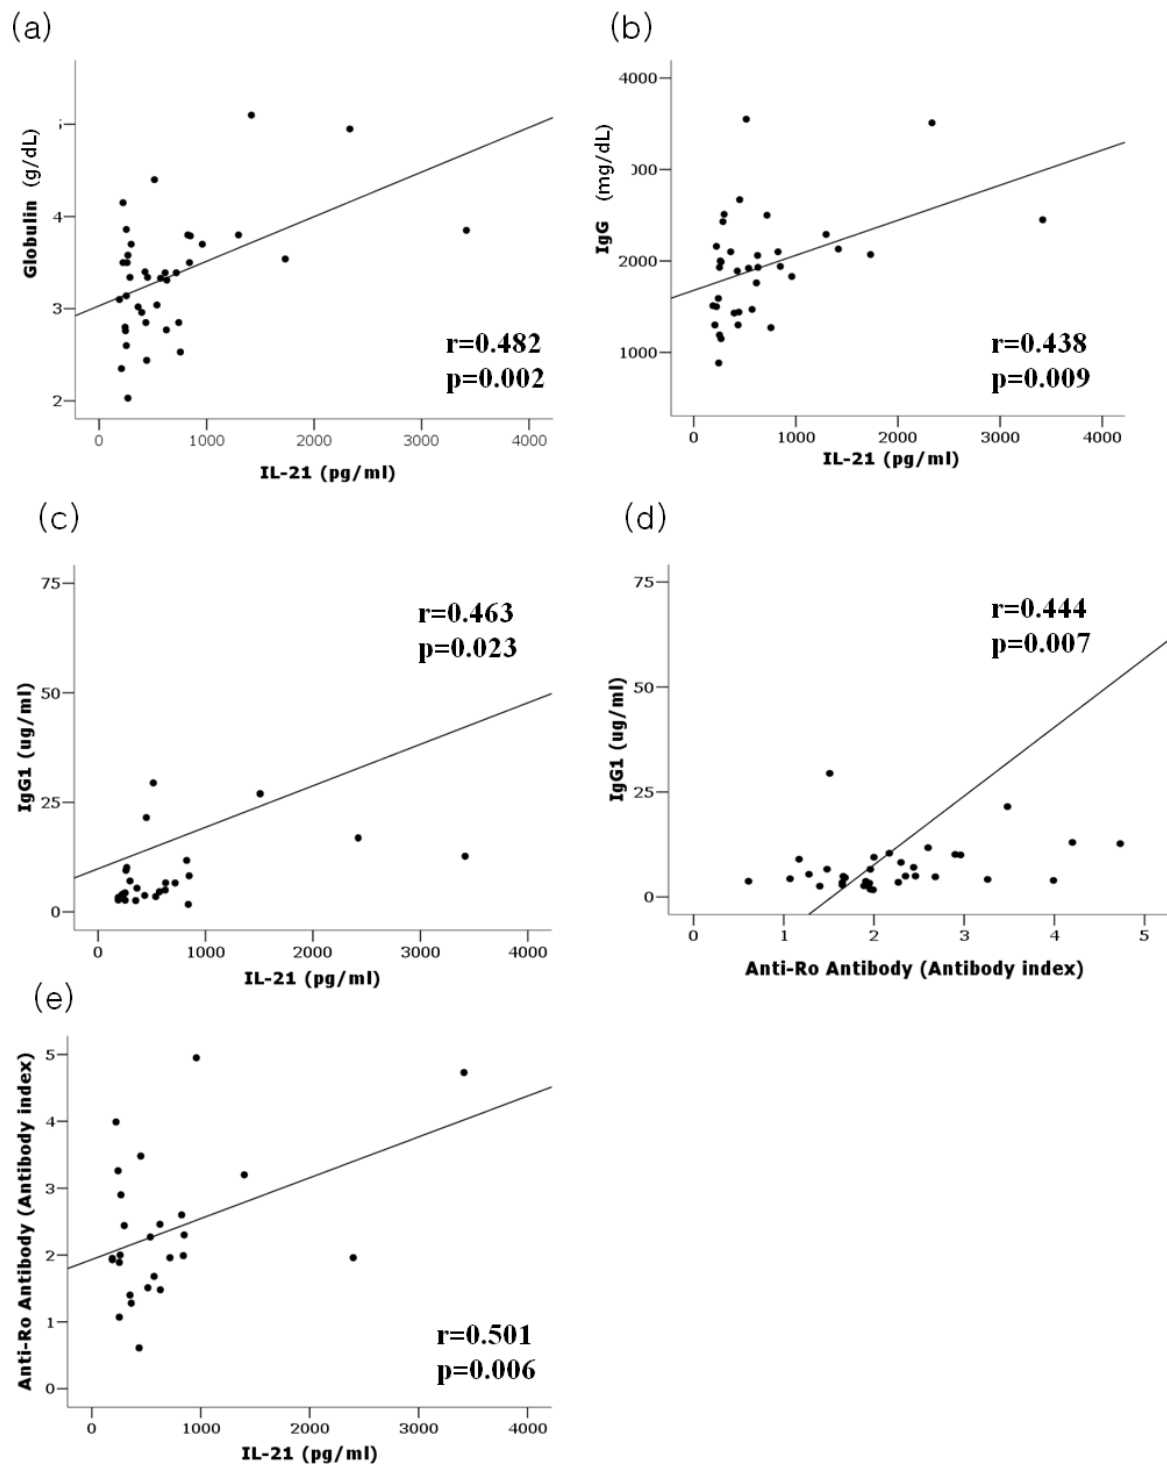 (a)
Globulin (g/dL)
4
3
2
0 1000 2000 3000 4000
IL-21 (pg/ml)
r=0.482
p=0.002
(b)
IgG (mg/dL)
4000
2000
1000
0 1000 2000 3000 4000
IL-21 (pg/ml)
r=0.438
p=0.009
(c)
IgG1 (ug/ml)
75
50
25
0
0 1000 2000 3000 4000
IL-21 (pg/ml)
r=0.463
p=0.023
(d)
IgG1 (ug/ml)
75
50
25
0
0 1 2 3 4 5
Anti-Ro Antibody (Antibody index)
r=0.444
p=0.007
(e)
Anti-Ro Antibody (Antibody index)
5
4
3
2
1
0
0 1000 2000 3000 4000
IL-21 (pg/ml)
r=0.501
p=0.006